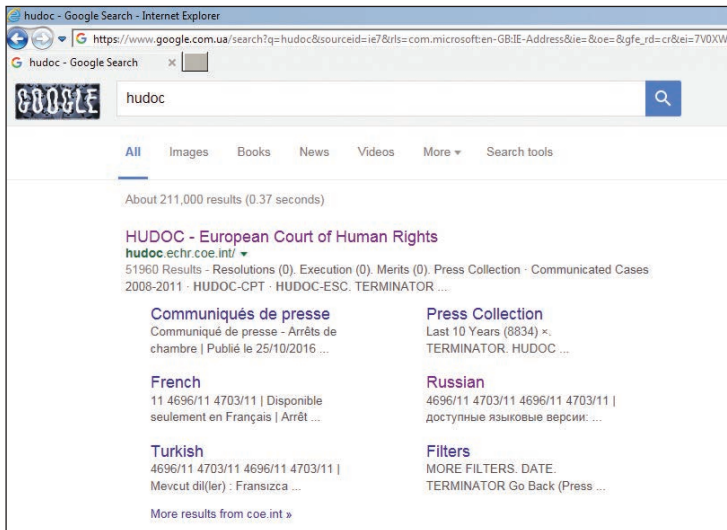 hudoc - Google Search - Internet Explorer
https://www.google.com.ua/search?q=hudoc&sourceid=ie7&rls=com.microsoft:en-GB:IE-Address&ie=&oe=&gfe_rd=cr&ei=7V0XW
hudoc - Google Search
GOOGLE
hudoc
All Images Books News Videos More Search tools
About 211,000 results (0.37 seconds)
HUDOC - European Court of Human Rights
hudoc.echr.coe.int/
51960 Results - Resolutions (0). Execution (0). Merits (0). Press Collection · Communicated Cases
2008-2011 · HUDOC-CPT · HUDOC-ESC. TERMINATOR ...
Communiqués de presse
Communiqué de presse - Arrêts de
chambre | Publié le 25/10/2016 ...
Press Collection
Last 10 Years (8834) ×.
TERMINATOR. HUDOC ...
French
11 4696/11 4703/11 | Disponible
seulement en Français | Arrêt ...
Russian
4696/11 4703/11 4696/11 4703/11 |
доступные языковые версии: ...
Turkish
4696/11 4703/11 4696/11 4703/11 |
Mevcut dil(ler) : Fransızca ...
Filters
MORE FILTERS. DATE.
TERMINATOR Go Back (Press ...
More results from coe.int »